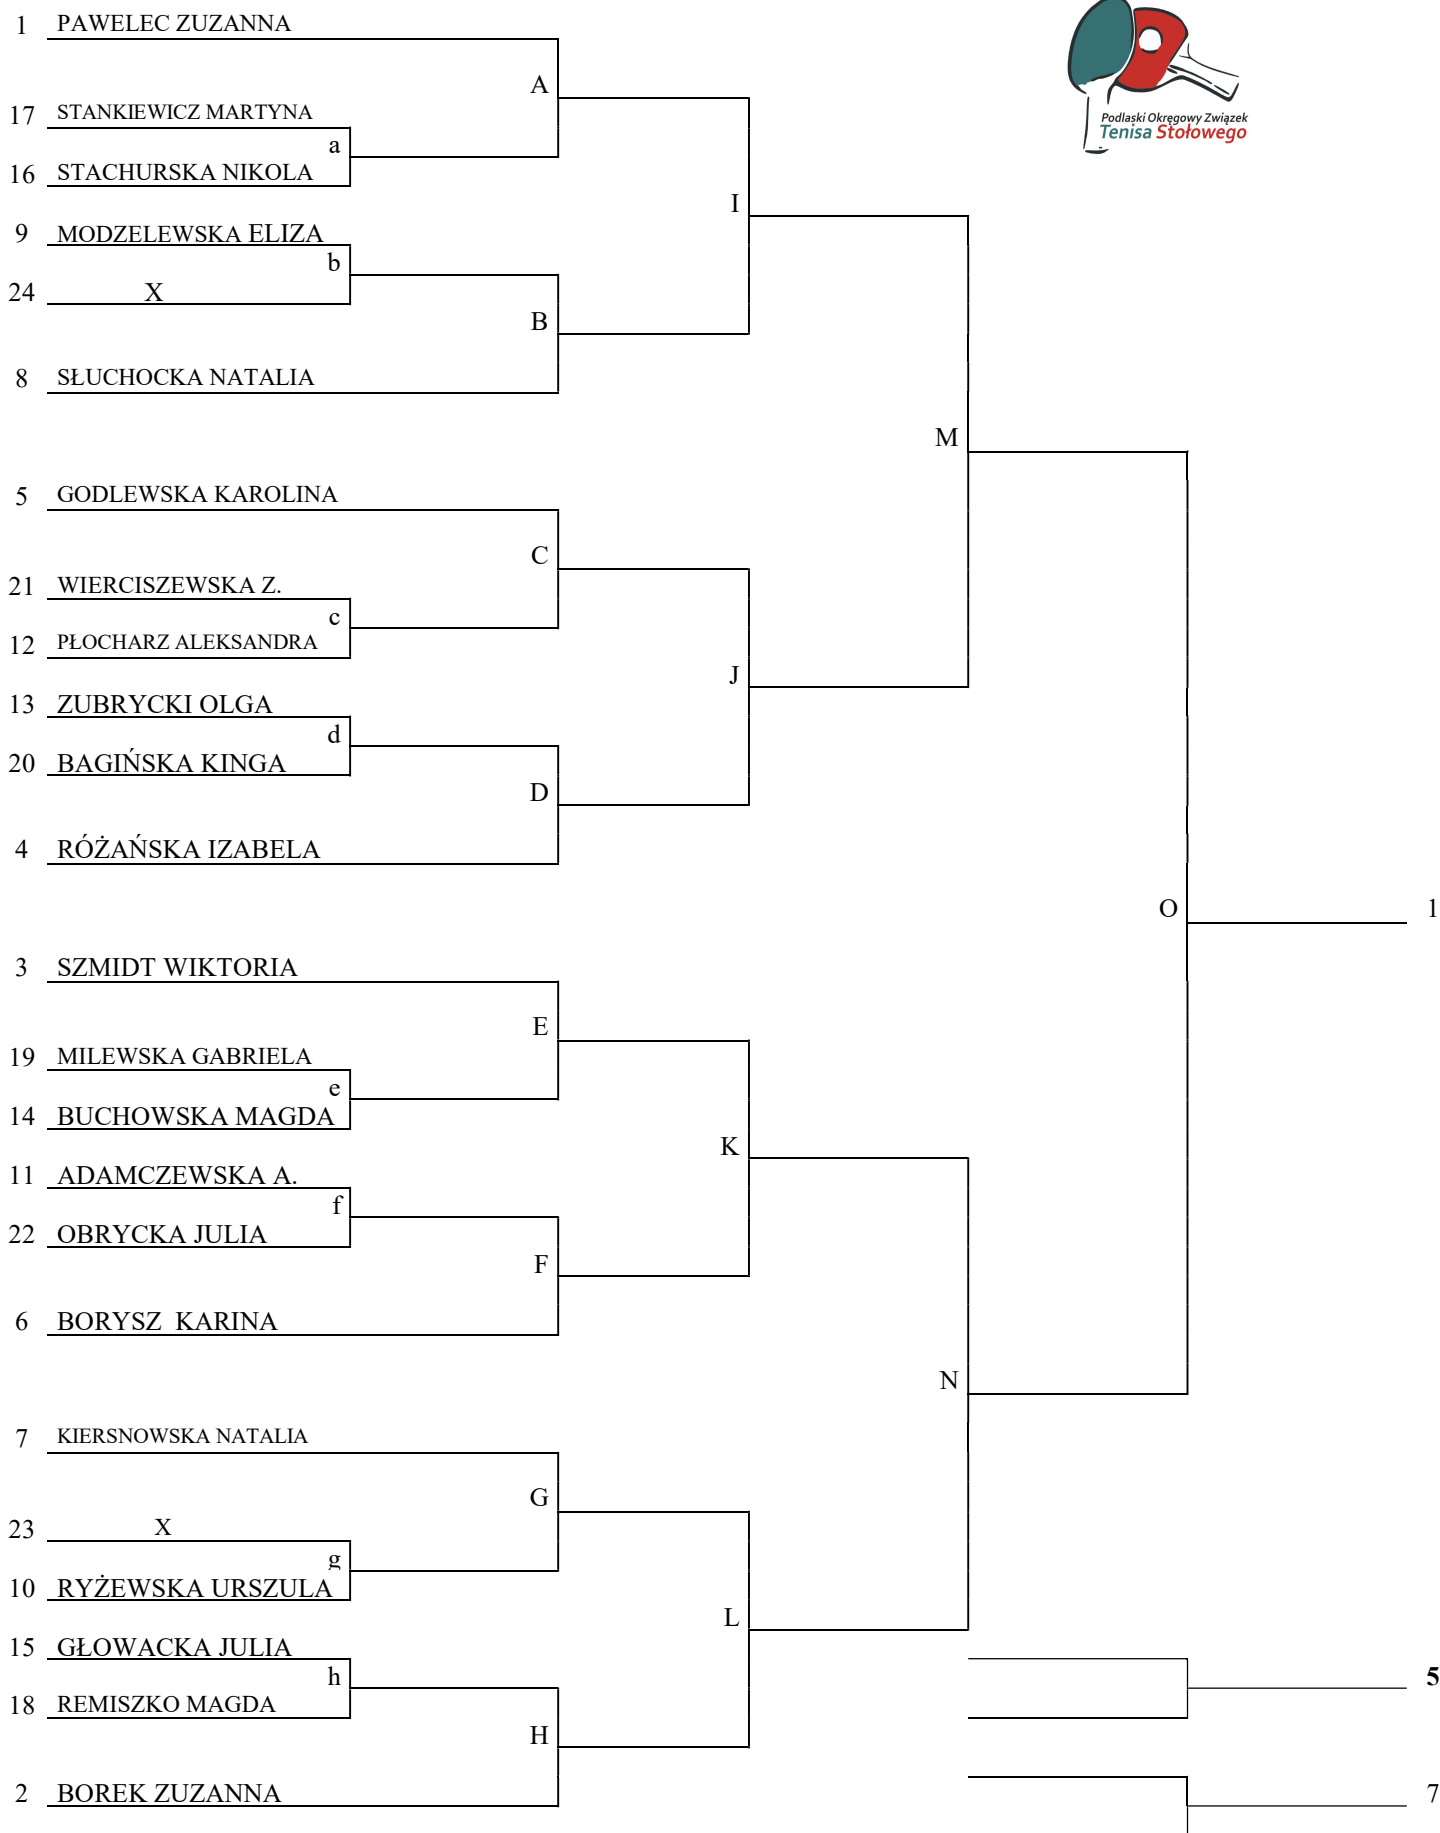 1 PAWELEC ZUZANNA
A
17 STANKIEWICZ MARTYNA
a
16 STACHURSKA NIKOLA
Podlaski Okręgowy Związek
Tenisa Stołowego
I
9 MODZELEWSKA ELIZA
b
24 X
B
8 SŁUCHOCKA NATALIA
M
5 GODLEWSKA KAROLINA
C
21 WIERCISZEWSKA Z.
c
12 PŁOCHARZ ALEKSANDRA
J
13 ZUBRYCKI OLGA
d
20 BAGIŃSKA KINGA
D
4 RÓŻAŃSKA IZABELA
O 1
3 SZMIDT WIKTORIA
E
19 MILEWSKA GABRIELA
e
14 BUCHOWSKA MAGDA
K
11 ADAMCZEWSKA A.
f
22 OBRYCKA JULIA
F
6 BORYSZ KARINA
N
7 KIERSNOWSKA NATALIA
G
23 X
g
10 RYŻEWSKA URSZULA
L
15 GŁOWACKA JULIA
h 5
18 REMISZKO MAGDA
H
2 BOREK ZUZANNA 7